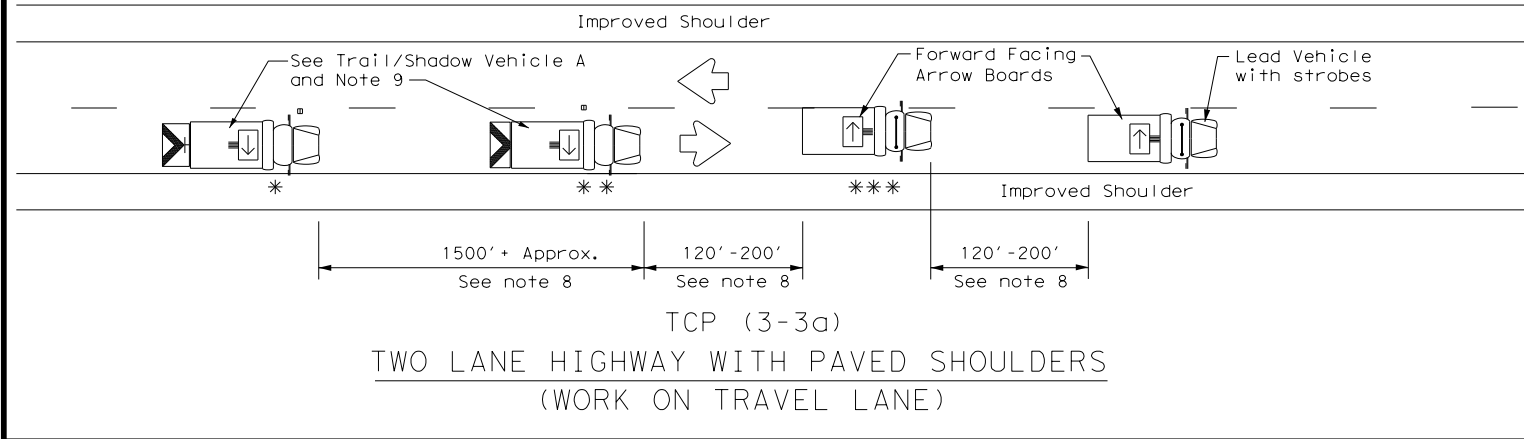 Improved Shoulder
See Trail/Shadow Vehicle A
and Note 9
Forward Facing
Arrow Boards
Lead Vehicle
with strobes
*
* *
***
Improved Shoulder
1500'+ Approx.
See note 8
120'-200'
See note 8
120'-200'
See note 8
TCP (3-3a)
TWO LANE HIGHWAY WITH PAVED SHOULDERS
(WORK ON TRAVEL LANE)